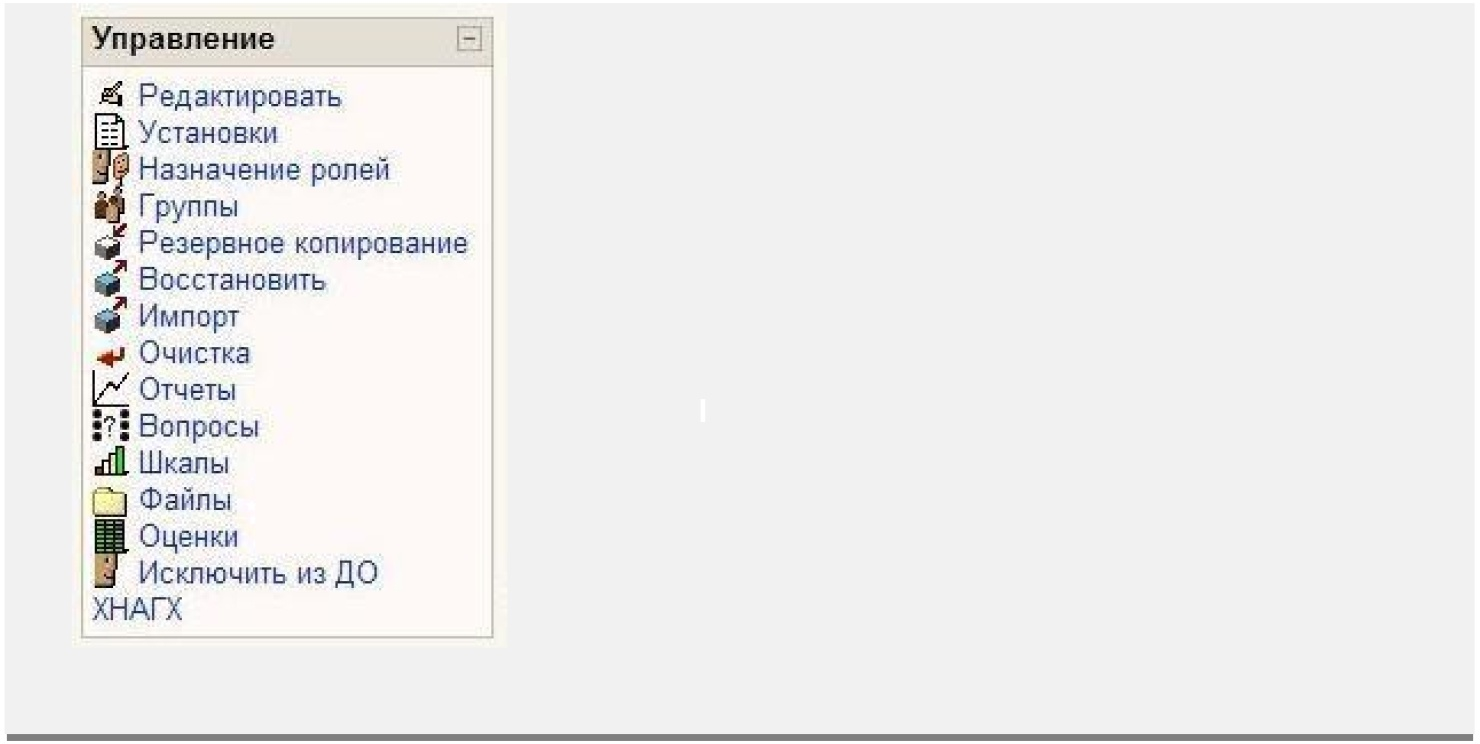 Управление
Редактировать
Установки
Назначение ролей
Группы
Резервное копирование
Восстановить
Импорт
Очистка
Отчеты
Вопросы
Шкалы
Файлы
Оценки
Исключить из ДО
ХНАГХ